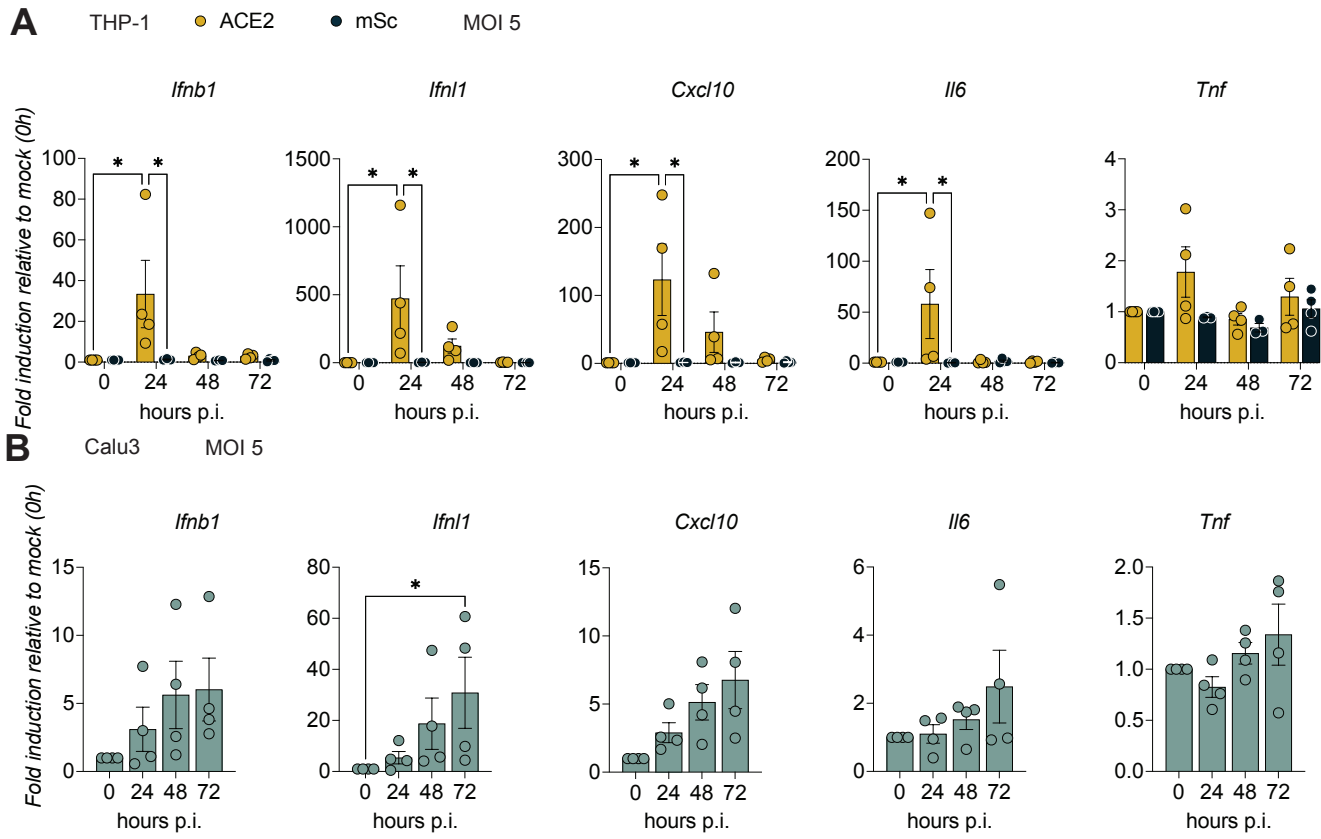 A THP-1 ACE2 mSc MOI 5
Ifnb1 Ifnl1 Cxcl10 Il6 Tnf
Fold induction relative to mock (0h)
100 80 60 40 20 0
* *
0 24 48 72
hours p.i.
1500 1000 500 0
* *
0 24 48 72
hours p.i.
300 200 100 0
* *
0 24 48 72
hours p.i.
200 150 100 50 0
* *
0 24 48 72
hours p.i.
4 3 2 1 0
0 24 48 72
hours p.i.
B Calu3 MOI 5
Ifnb1 Ifnl1 Cxcl10 Il6 Tnf
Fold induction relative to mock (0h)
15 10 5 0
0 24 48 72
hours p.i.
80 60 40 20 0
*
0 24 48 72
hours p.i.
15 10 5 0
0 24 48 72
hours p.i.
6 4 2 0
0 24 48 72
hours p.i.
2.0 1.5 1.0 0.5 0.0
0 24 48 72
hours p.i.